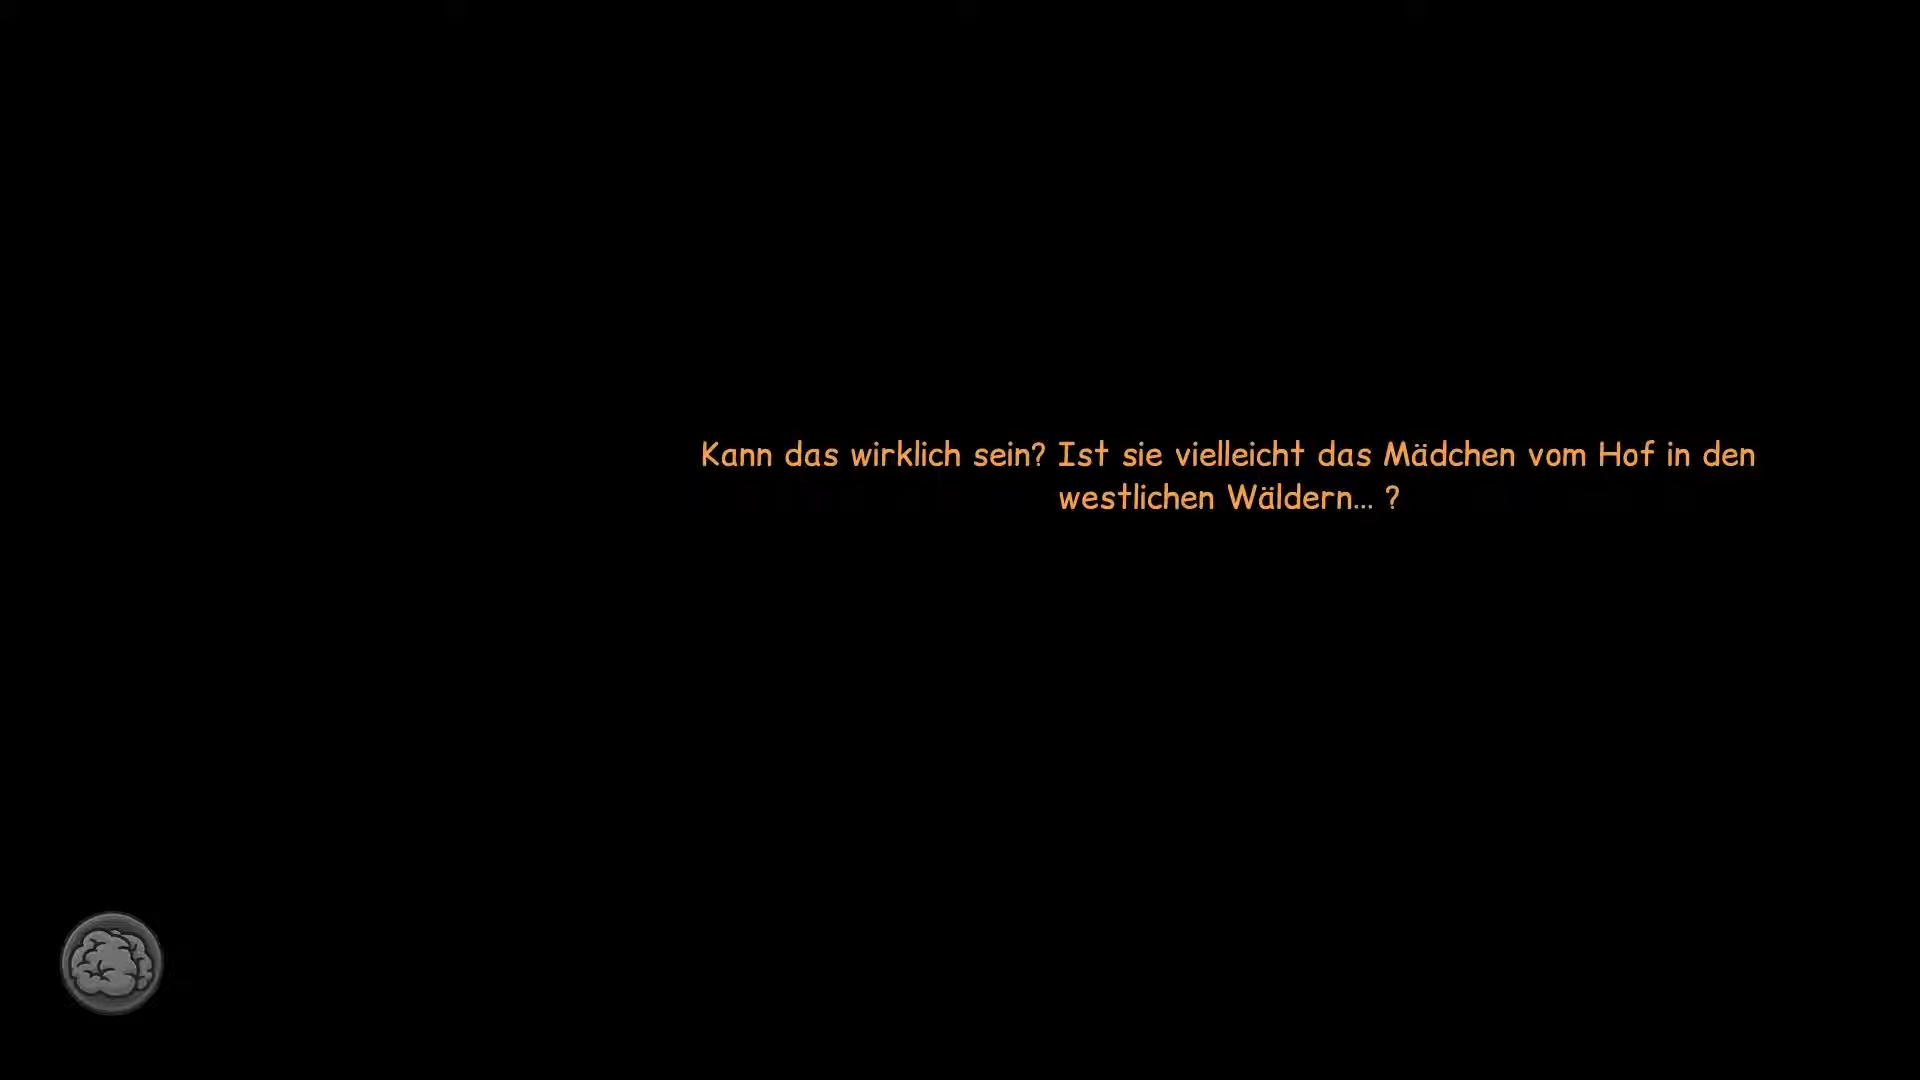 Kann das wirklich sein? Ist sie vielleicht das Mädchen vom Hof in den
westlichen Wäldern... ?